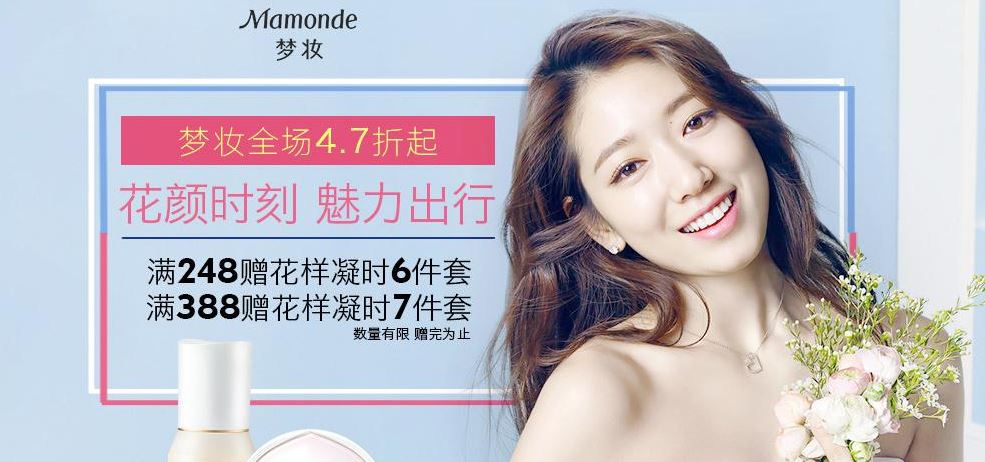 Mamonde
梦妆
梦妆全场4.7折起
花颜时刻 魅力出行
满248赠花样凝时6件套
满388赠花样凝时7件套
数量有限 赠完为止